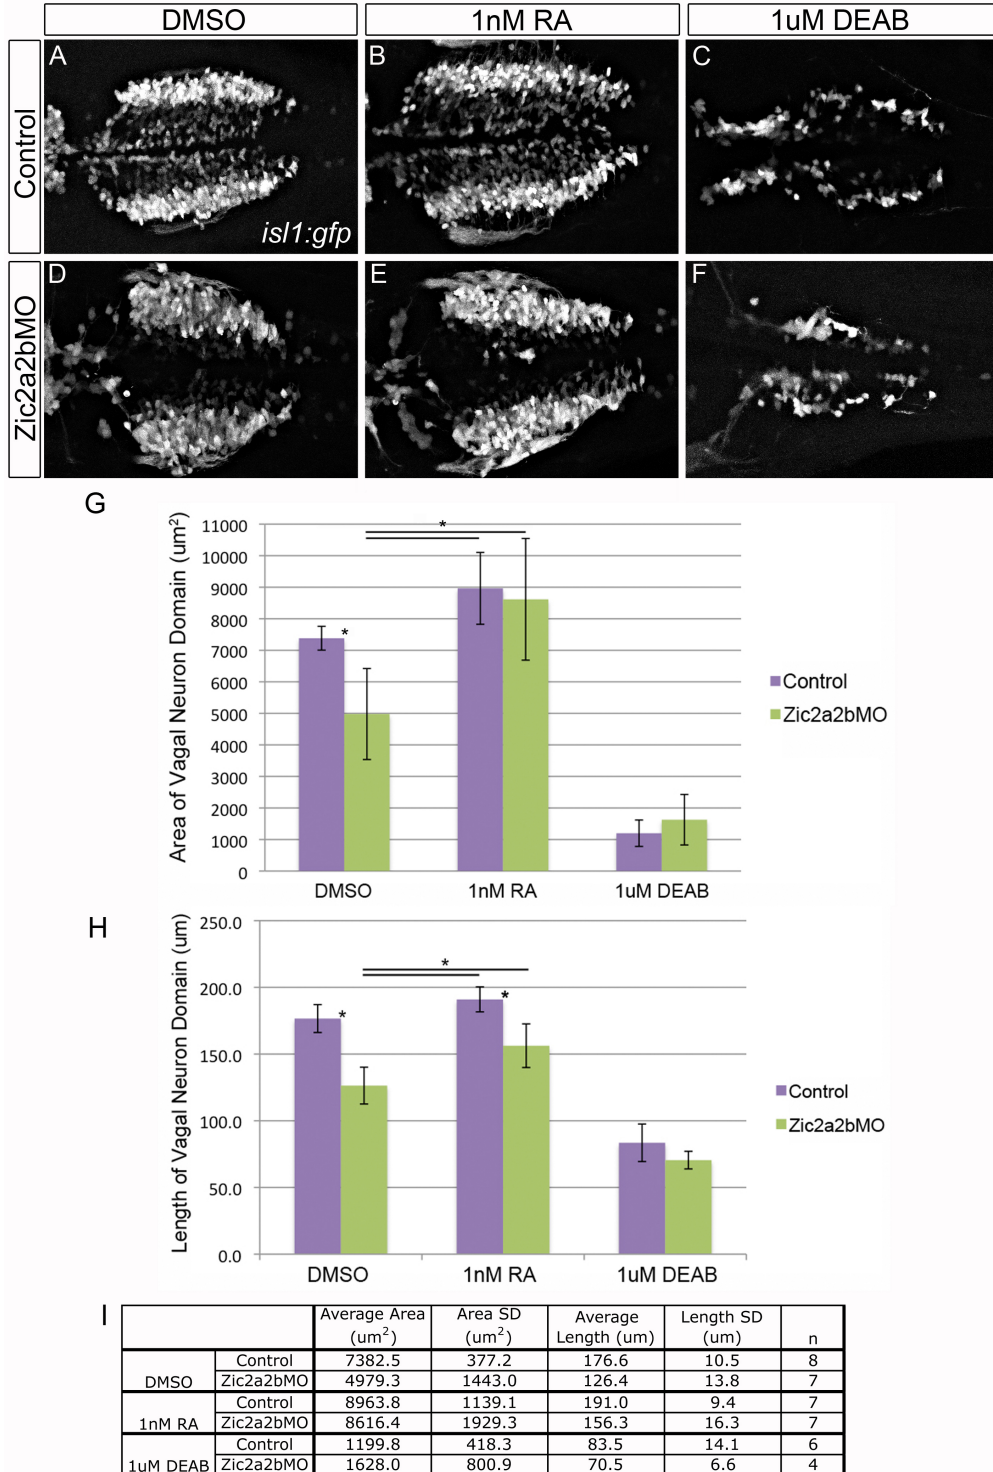 DMSO 1nM RA 1uM DEAB
Control
A B C
isl1:gfp
Zic2a2bMO
D E F
G
Area of Vagal Neuron Domain (um²)
11000
10000
9000
8000
7000
6000
5000
4000
3000
2000
1000
0
*
*
DMSO 1nM RA 1uM DEAB
Control
Zic2a2bMO
H
Length of Vagal Neuron Domain (um)
250.0
200.0
150.0
100.0
50.0
0.0
*
*
*
DMSO 1nM RA 1uM DEAB
Control
Zic2a2bMO
I
Average Area (um²) Area SD (um²) Average Length (um) Length SD (um) n
DMSO Control 7382.5 377.2 176.6 10.5 8
Zic2a2bMO 4979.3 1443.0 126.4 13.8 7
1nM RA Control 8963.8 1139.1 191.0 9.4 7
Zic2a2bMO 8616.4 1929.3 156.3 16.3 7
1uM DEAB Control 1199.8 418.3 83.5 14.1 6
Zic2a2bMO 1628.0 800.9 70.5 6.6 4